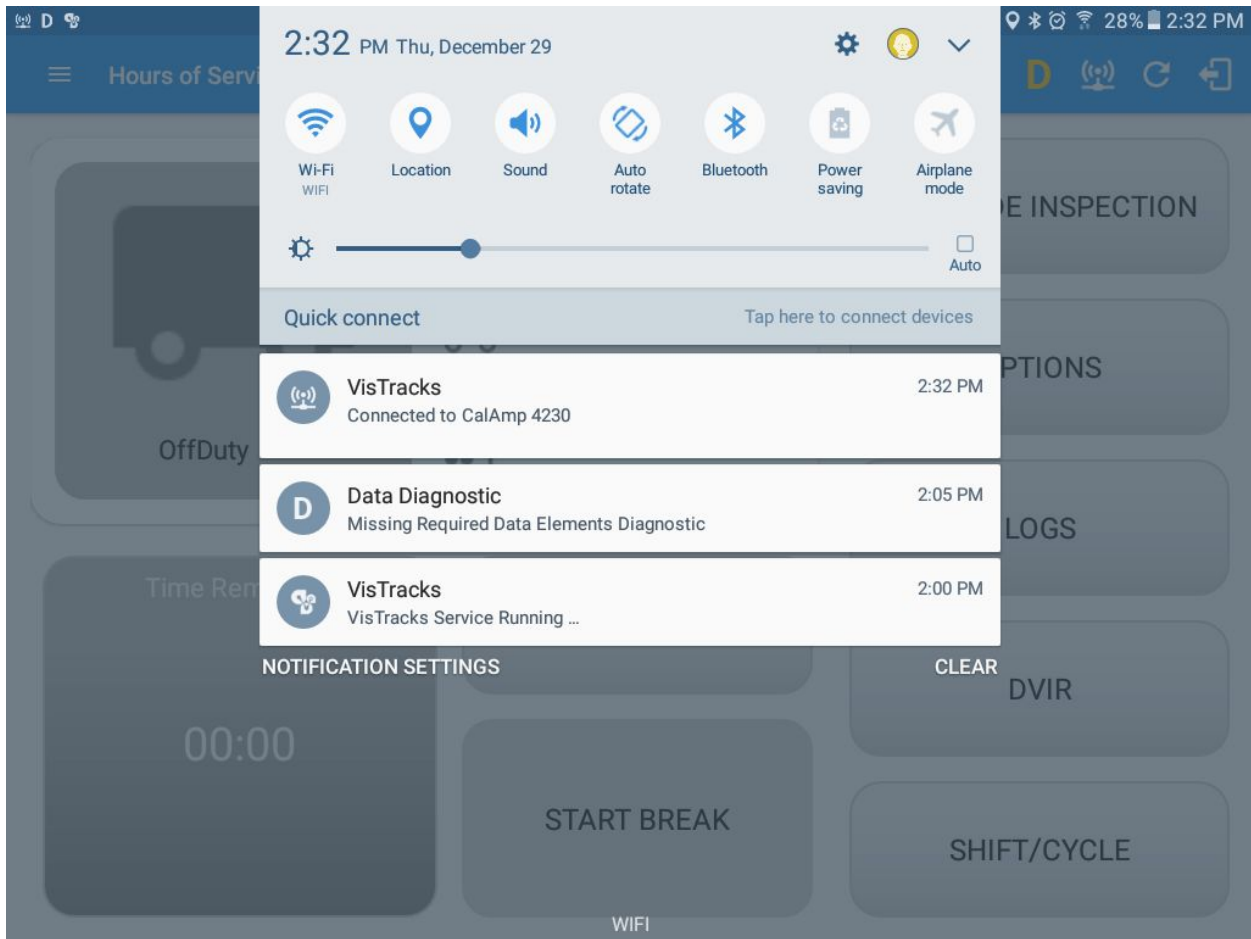 D
28% 2:32 PM
2:32 PM Thu, December 29
Hours of Servi
D
Wi-Fi
WIFI
Location
Sound
Auto
rotate
Bluetooth
Power
saving
Airplane
mode
E INSPECTION
Auto
Quick connect
Tap here to connect devices
VisTracks
2:32 PM
Connected to CalAmp 4230
PTIONS
OffDuty
D
Data Diagnostic
2:05 PM
Missing Required Data Elements Diagnostic
LOGS
VisTracks
2:00 PM
VisTracks Service Running ...
Time Rem
NOTIFICATION SETTINGS
CLEAR
DVIR
00:00
START BREAK
SHIFT/CYCLE
WIFI